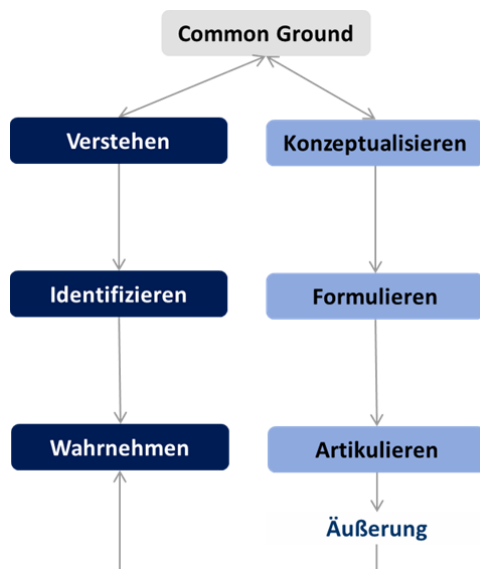 Common Ground
Verstehen
Konzeptualisieren
Identifizieren
Formulieren
Wahrnehmen
Artikulieren
Äußerung